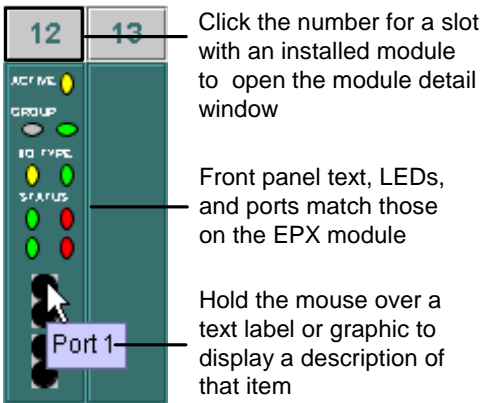 12 13
Click the number for a slot
with an installed module
to open the module detail
window
ACTIVE
GROUP
IO TYPE
STATUS
Front panel text, LEDs,
and ports match those
on the EPX module
Port 1
Hold the mouse over a
text label or graphic to
display a description of
that item